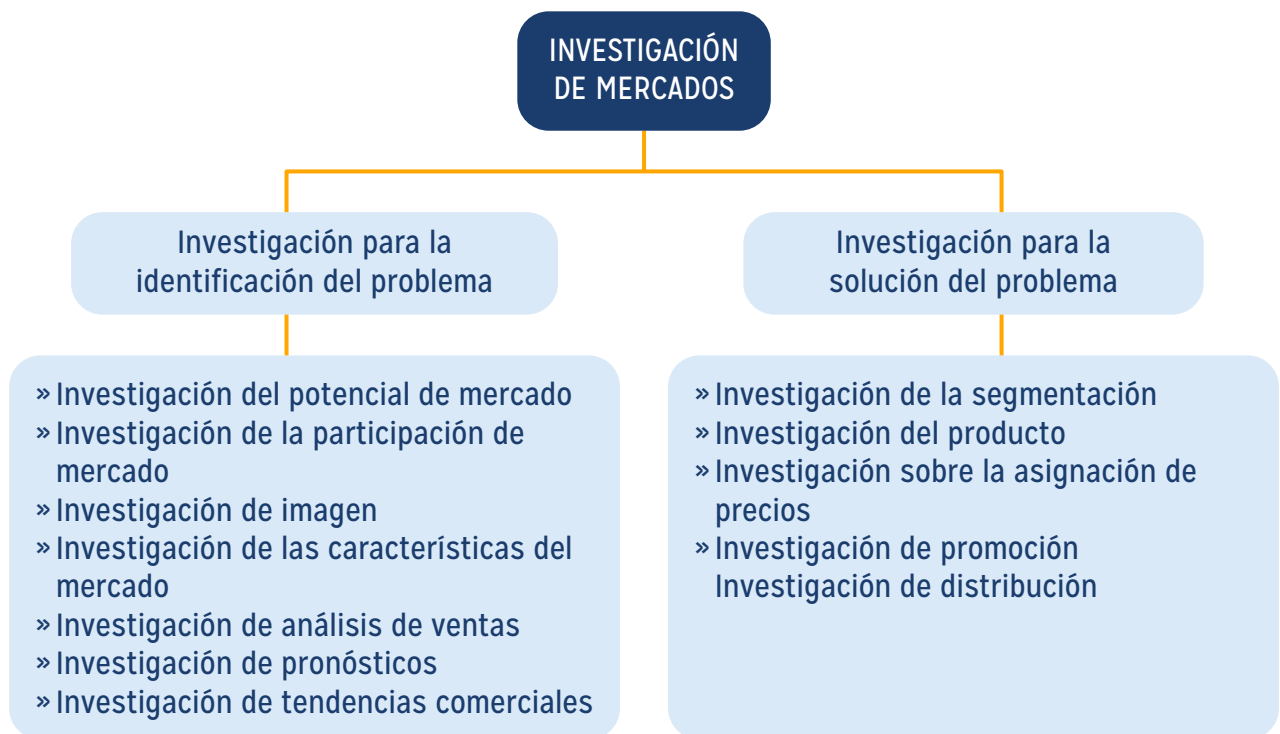 INVESTIGACIÓN
DE MERCADOS
Investigación para la
identificación del problema
Investigación para la
solución del problema
» Investigación del potencial de mercado
» Investigación de la participación de
mercado
» Investigación de imagen
» Investigación de las características del
mercado
» Investigación de análisis de ventas
» Investigación de pronósticos
» Investigación de tendencias comerciales
» Investigación de la segmentación
» Investigación del producto
» Investigación sobre la asignación de
precios
» Investigación de promoción
Investigación de distribución